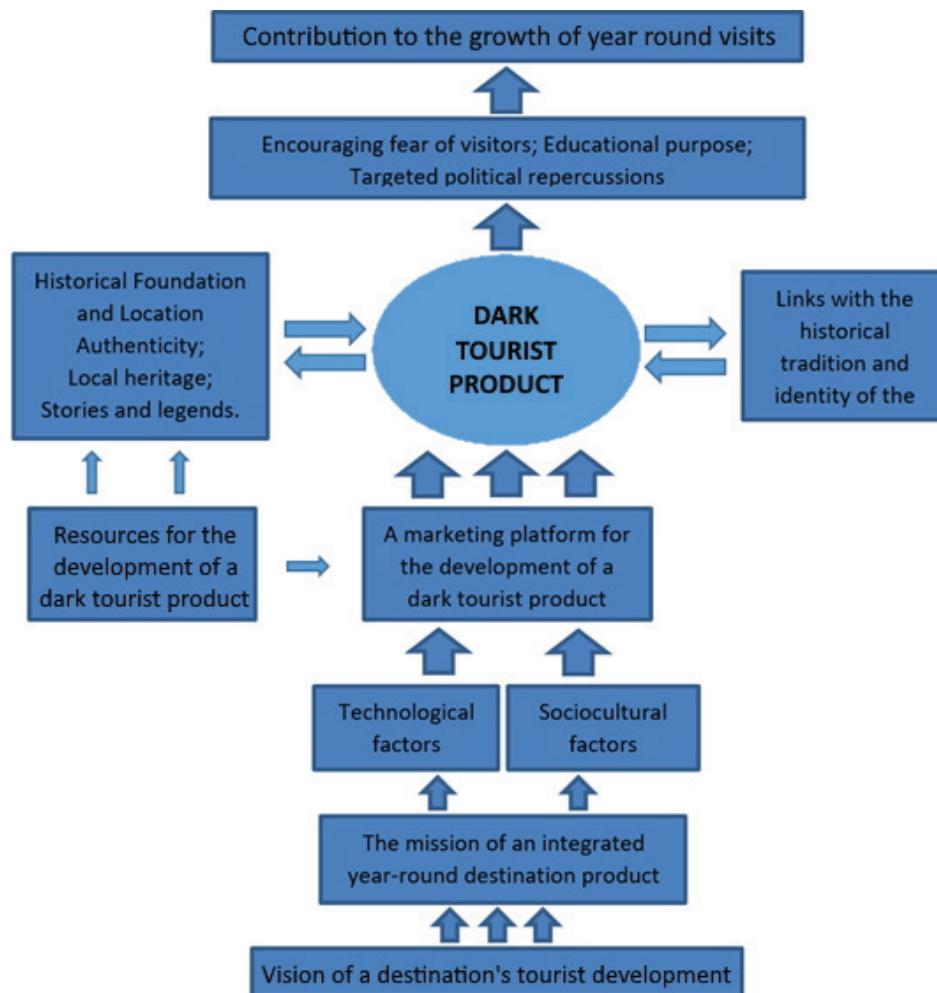 Contribution to the growth of year round visits
Encouraging fear of visitors; Educational purpose;
Targeted political repercussions
Historical Foundation
and Location
Authenticity;
Local heritage;
Stories and legends.
DARK
TOURIST
PRODUCT
Links with the
historical
tradition and
identity of the
Resources for the
development of a
dark tourist product
A marketing platform for
the development of a
dark tourist product
Technological
factors
Sociocultural
factors
The mission of an integrated
year-round destination product
Vision of a destination's tourist development